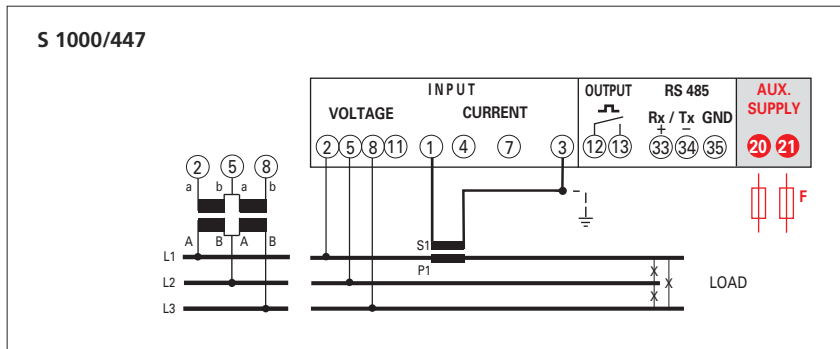 S 1000/447
INPUT
OUTPUT
RS 485
AUX.
SUPPLY
VOLTAGE
CURRENT
Rx / Tx GND
+ −
2 5 8 11 1 4 7 3 12 13 33 34 35 20 21
2 5 8
a b a b
F
A B A B
S1
L1
P1
L2
X X
LOAD
L3
X